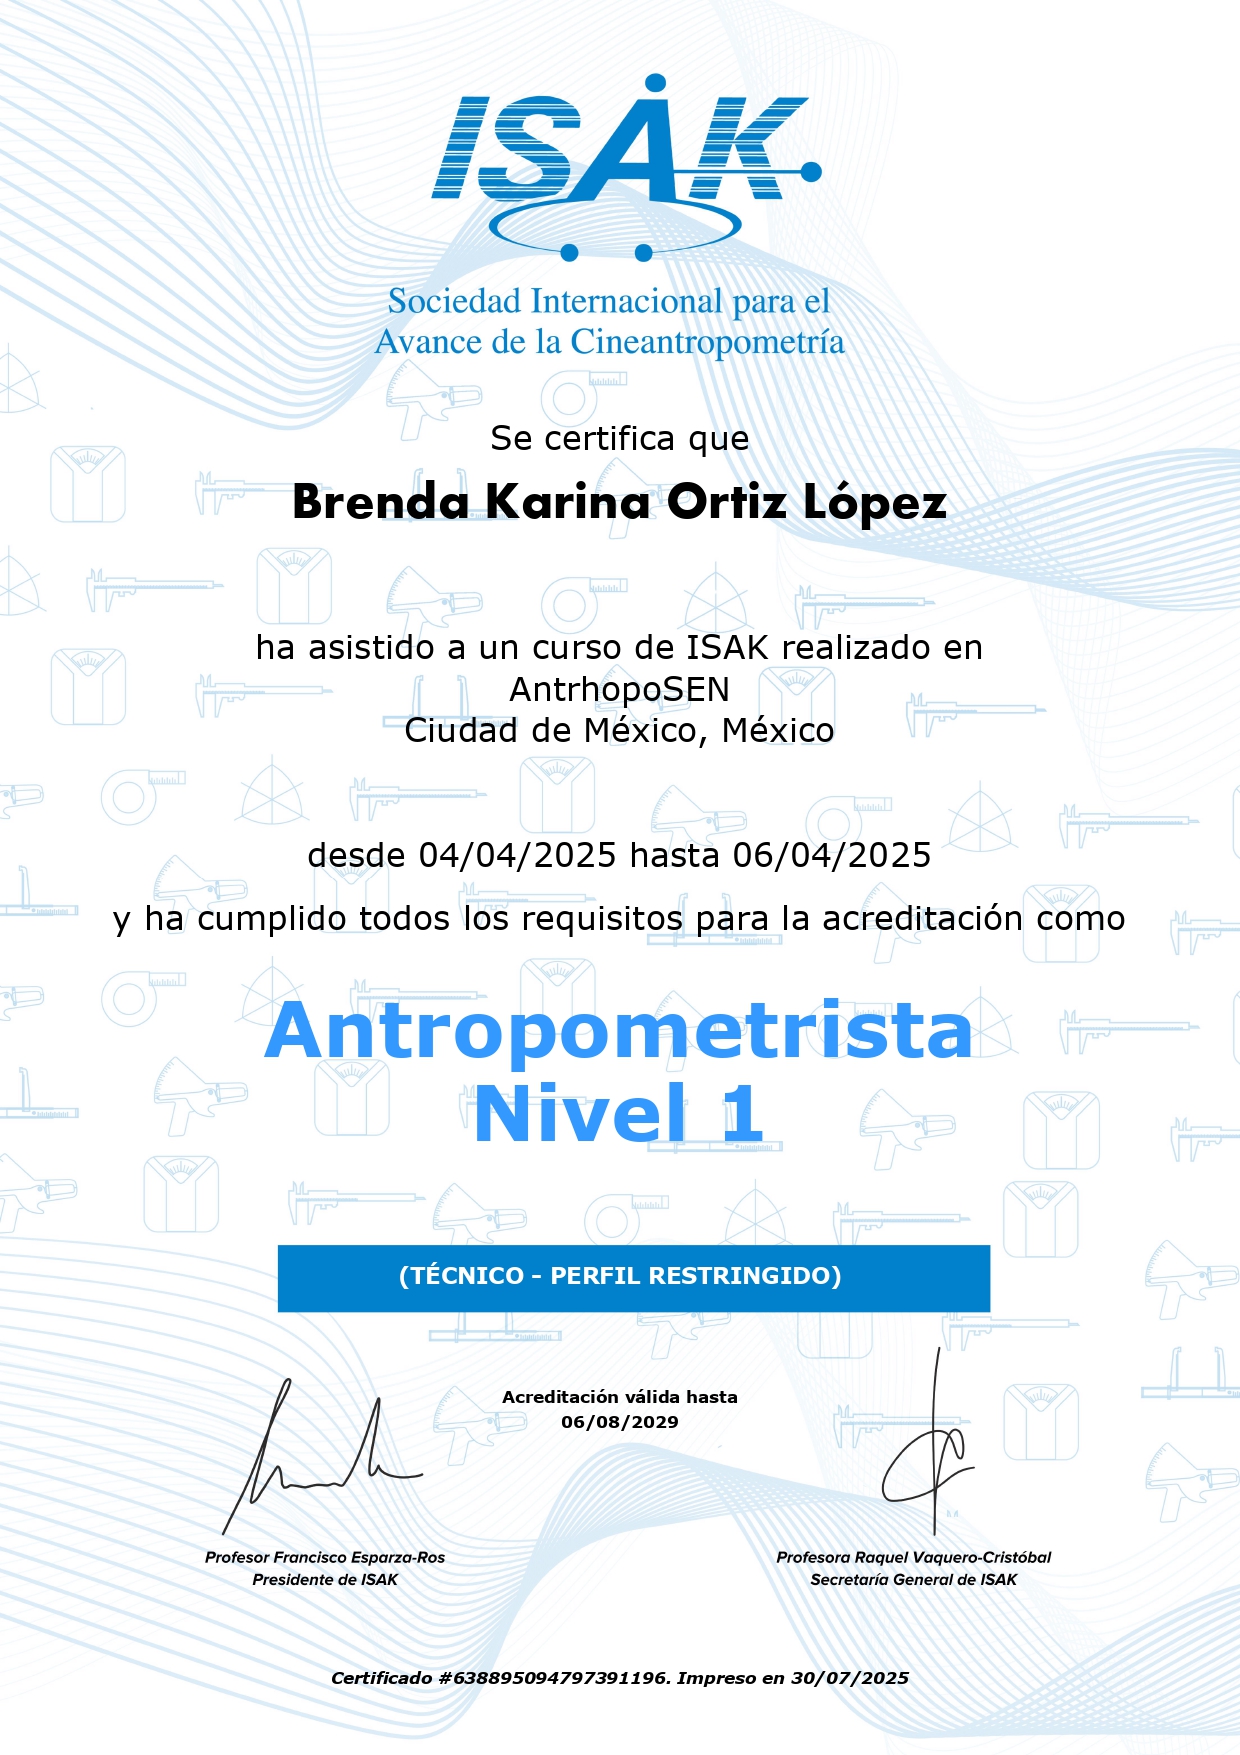 ISAK
Sociedad Internacional para el
Avance de la Cineantropometría
Se certifica que
Brenda Karina Ortiz López
ha asistido a un curso de ISAK realizado en
AntrhopoSEN
Ciudad de México, México
desde 04/04/2025 hasta 06/04/2025
y ha cumplido todos los requisitos para la acreditación como
Antropometrista
Nivel 1
(TÉCNICO - PERFIL RESTRINGIDO)
Acreditación válida hasta
06/08/2029
Profesor Francisco Esparza-Ros
Presidente de ISAK
Profesora Raquel Vaquero-Cristóbal
Secretaría General de ISAK
Certificado #638895094797391196. Impreso en 30/07/2025